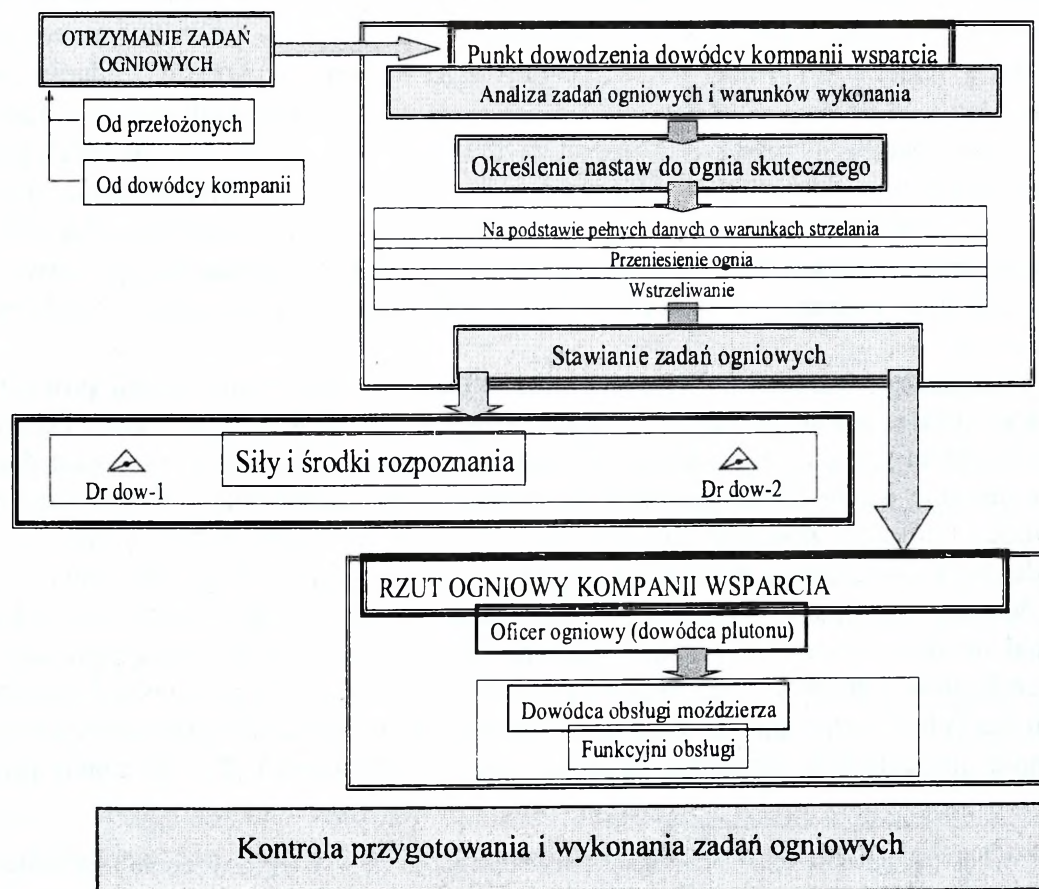 OTRZYMANIE ZADAŃ
OGNIOWYCH
Od przełożonych
Od dowódcy kompanii
Punkt dowodzenia dowódcy kompanii wsparcia
Analiza zadań ogniowych i warunków wykonania
Określenie nastaw do ognia skutecznego
Na podstawie pełnych danych o warunkach strzelania
Przeniesienie ognia
Wstrzeliwanie
Stawianie zadań ogniowych
Siły i środki rozpoznania
Dr dow-1
Dr dow-2
RZUT OGNIOWY KOMPANII WSPARCIA
Oficer ogniowy (dowódca plutonu)
Dowódca obsługi moździerza
Funkcyjni obsługi
Kontrola przygotowania i wykonania zadań ogniowych